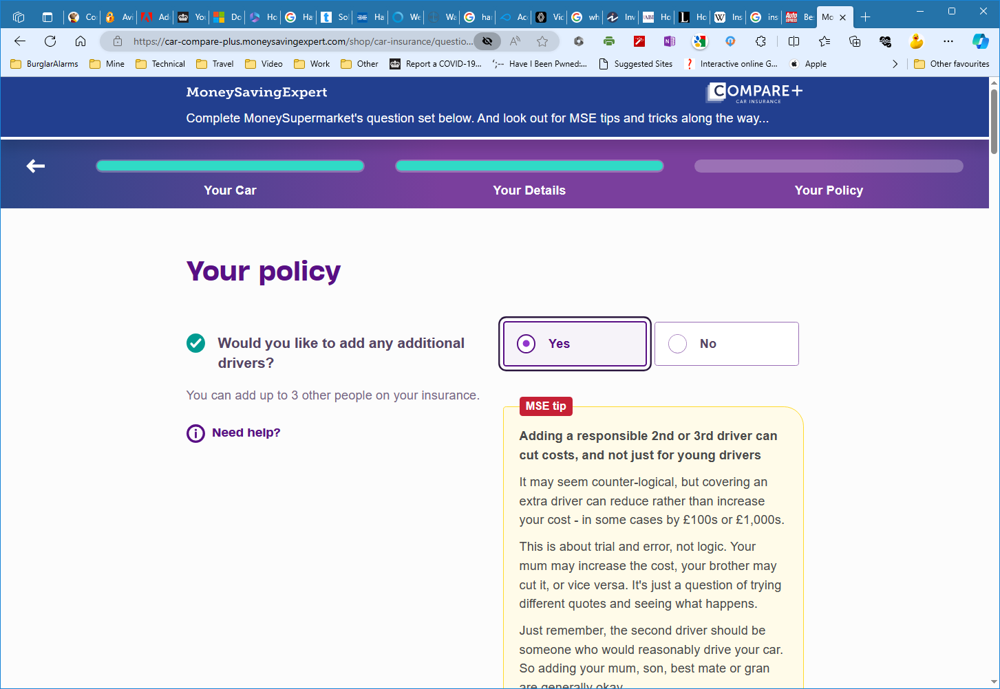 Co
Avi
Ad
You
Do
Ho
Ha
Sol
Ha
We
Wa
har
Acc
Vic
wh
Inv
Ho
Ho
Ins
ins
Be
Mo
https://car-compare-plus.moneysavingexpert.com/shop/car-insurance/questio...
BurglarAlarms
Mine
Technical
Travel
Video
Work
Other
Report a COVID-19...
Have I Been Pwned:...
Suggested Sites
Interactive online G...
Apple
Other favourites
MoneySavingExpert
COMPARE+
CAR INSURANCE
Complete MoneySupermarket's question set below. And look out for MSE tips and tricks along the way...
Your Car
Your Details
Your Policy
Your policy
Would you like to add any additional
drivers?
Yes
No
You can add up to 3 other people on your insurance.
Need help?
MSE tip
Adding a responsible 2nd or 3rd driver can
cut costs, and not just for young drivers
It may seem counter-logical, but covering an
extra driver can reduce rather than increase
your cost - in some cases by £100s or £1,000s.
This is about trial and error, not logic. Your
mum may increase the cost, your brother may
cut it, or vice versa. It's just a question of trying
different quotes and seeing what happens.
Just remember, the second driver should be
someone who would reasonably drive your car.
So adding your mum, son, best mate or gran
are generally okay